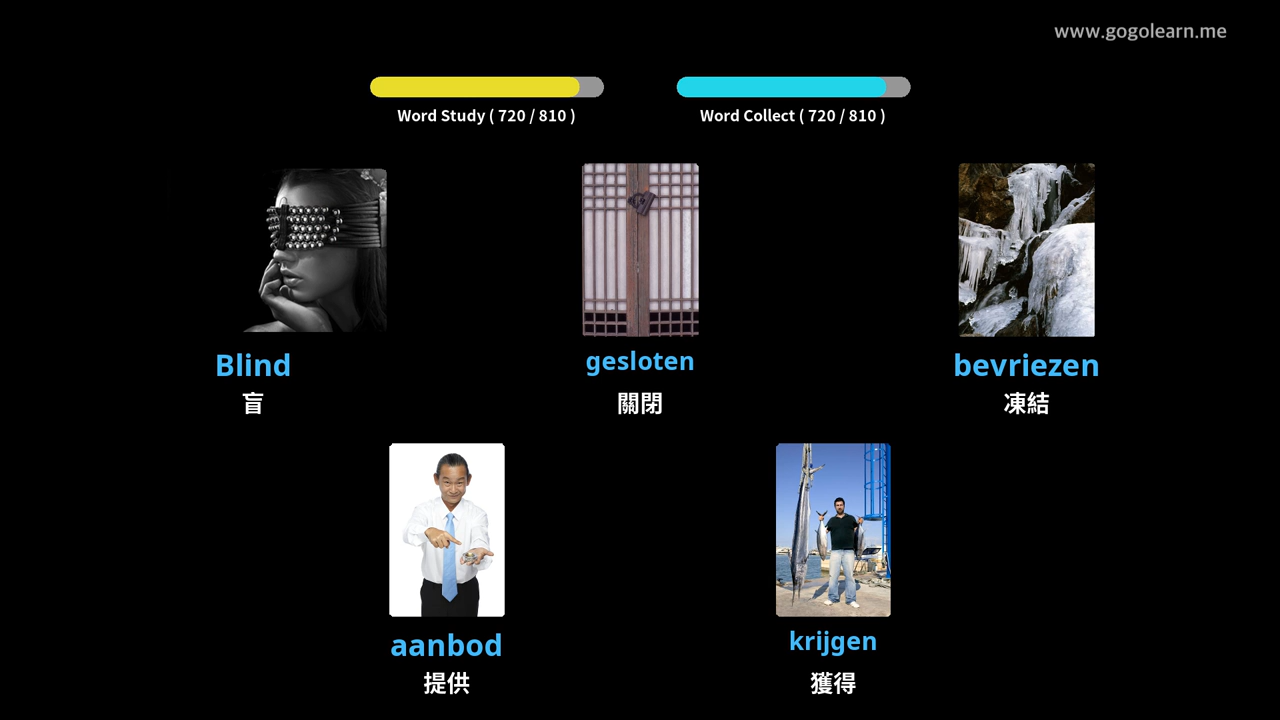 www.gogolearn.me
Word Study ( 720 / 810 )
Word Collect ( 720 / 810 )
Blind
盲
gesloten
關閉
bevriezen
凍結
aanbod
提供
krijgen
獲得